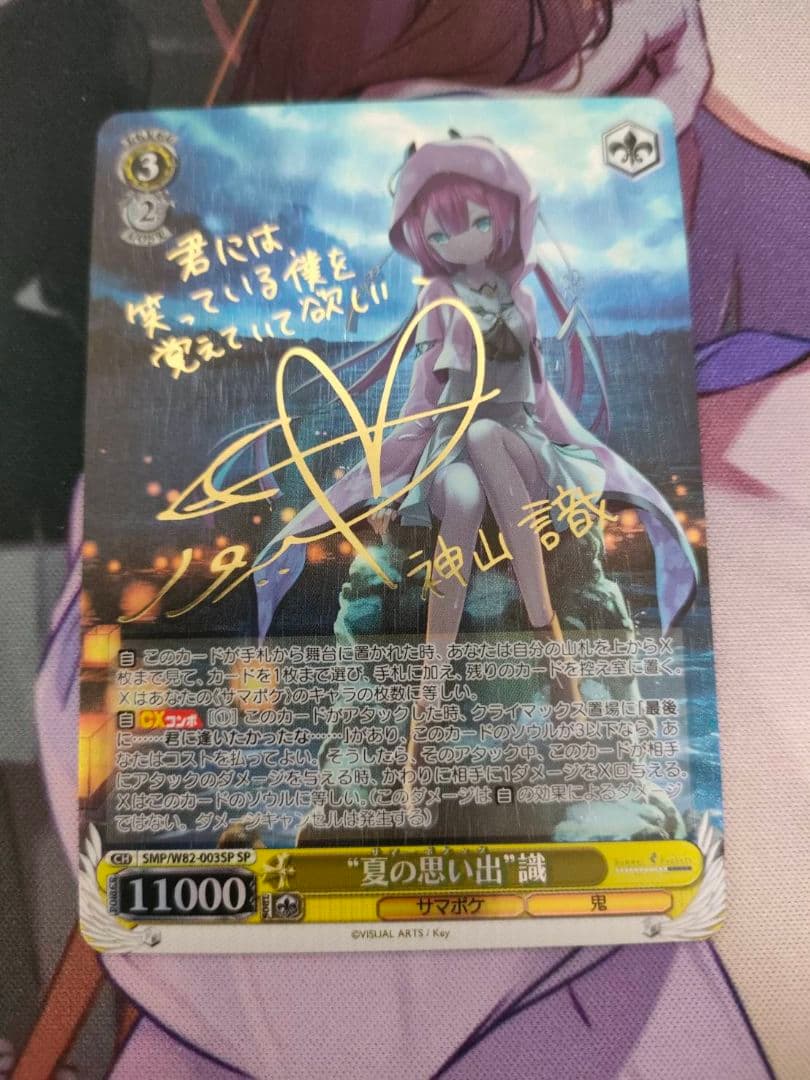 LEVEL
3
2
COST
君には
笑っている僕を
覚えていて欲しい
神山 識
自 このカードが手札から舞台に置かれた時、あなたは自分の山札を上からX
枚まで見て、カードを1枚まで選び、手札に加え、残りのカードを控え室に置く。
Xはあなたの《サマポケ》のキャラの枚数に等しい。
自 CXコンボ [①] このカードがアタックした時、クライマックス置場に「最後
に……君に逢いたかったな……」があり、このカードのソウルが3以下なら、あ
なたはコストを払ってよい。そうしたら、そのアタック中、このカードが相手
にアタックのダメージを与える時、かわりに相手に1ダメージをX回与える。
Xはこのカードのソウルに等しい。(このダメージは 自 の効果によるダメージ
ではない。ダメージキャンセルは発生する)
CH SMP/W82-003SP SP
“夏の思い出”識
Summer Pockets
POWER 11000 SOUL
サマポケ 鬼
©VISUAL ARTS / Key